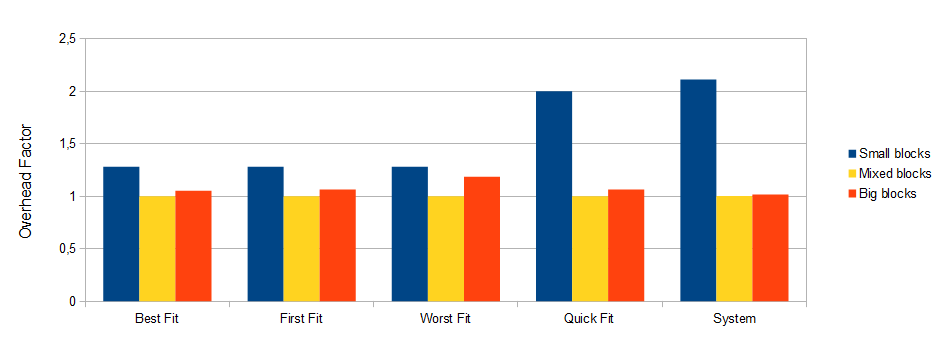 2,5
2
1,5
1
0,5
0
Overhead Factor
Best Fit
First Fit
Worst Fit
Quick Fit
System
Small blocks
Mixed blocks
Big blocks